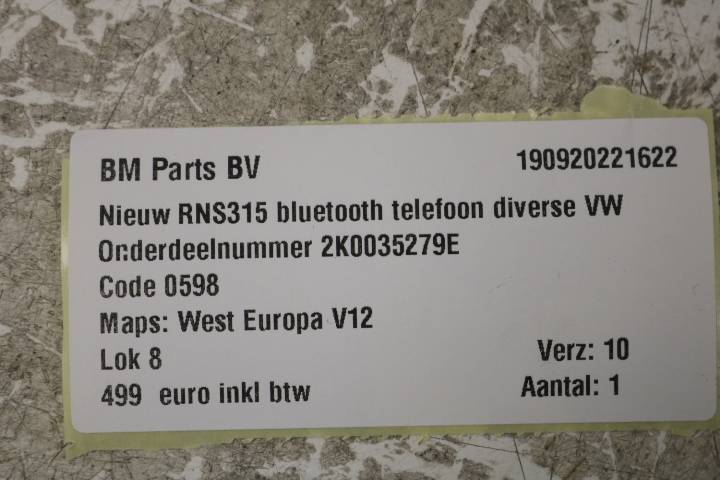 BM Parts BV 190920221622
Nieuw RNS315 bluetooth telefoon diverse VW
Onderdeelnummer 2K0035279E
Code 0598
Maps: West Europa V12
Lok 8 Verz: 10
499 euro inkl btw Aantal: 1